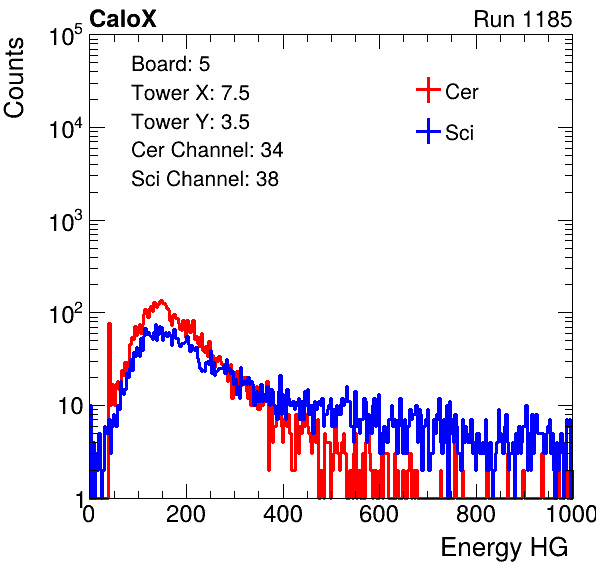 CaloX Run 1185
Counts
Board: 5
Tower X: 7.5
Tower Y: 3.5
Cer Channel: 34
Sci Channel: 38
Cer
Sci
10^5
10^4
10^3
10^2
10
1
0 200 400 600 800 1000
Energy HG